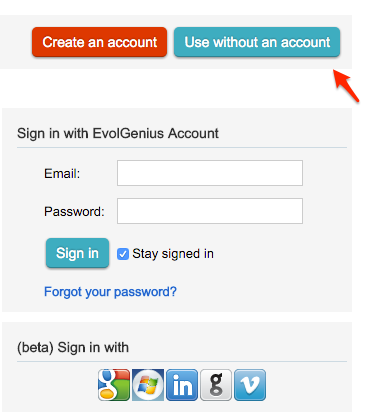 Create an account Use without an account
Sign in with EvolGenius Account
Email:
Password:
Sign in Stay signed in
Forgot your password?
(beta) Sign in with
g in g v